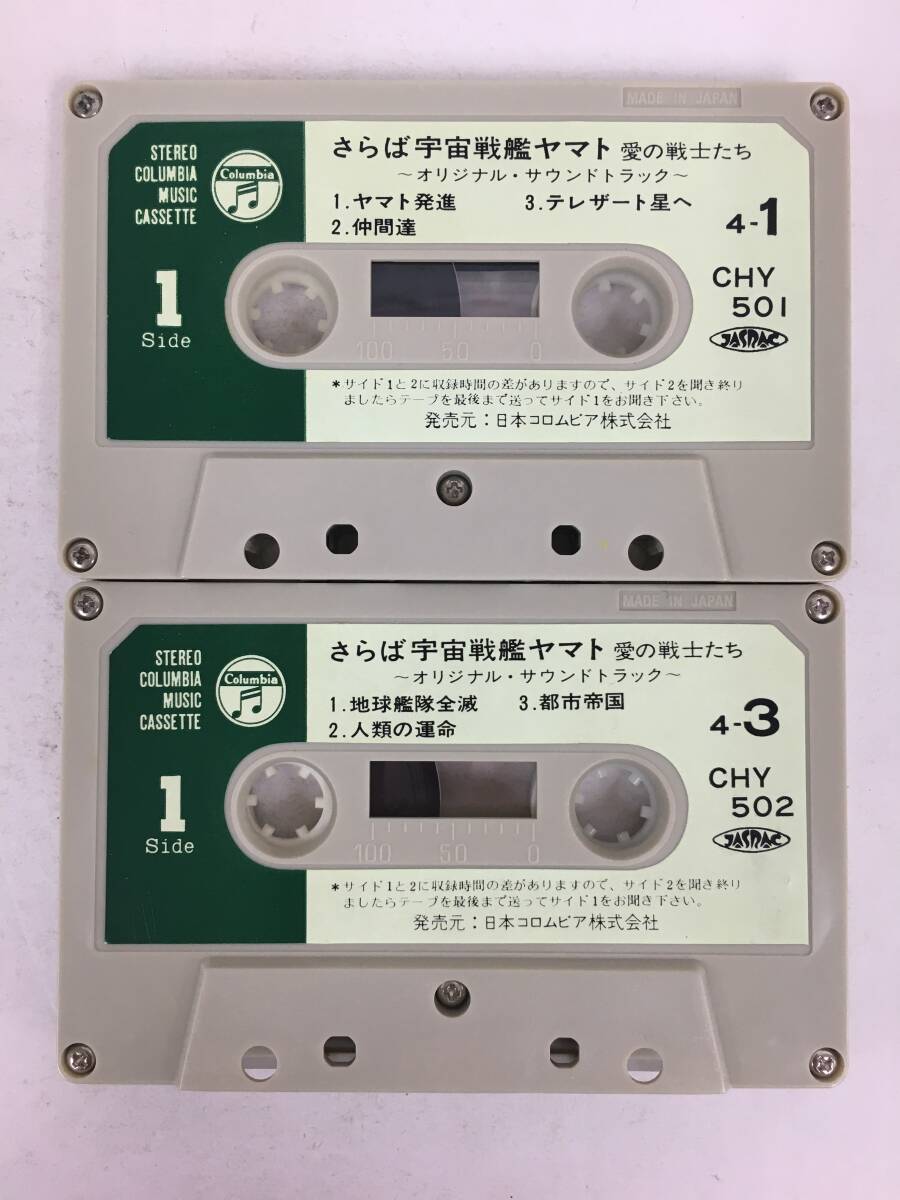 MADE IN JAPAN
STEREO
COLUMBIA
MUSIC
CASSETTE
Columbia
1
Side
さらば宇宙戦艦ヤマト 愛の戦士たち
~オリジナル・サウンドトラック~
1.ヤマト発進 3.テレザート星へ
2.仲間達
4-1
CHY
501
JASRAC
100 50 0
*サイド1と2に収録時間の差がありますので、サイド2を聞き終り
ましたらテープを最後まで送ってサイド1をお聞き下さい。
発売元:日本コロムビア株式会社
MADE IN JAPAN
STEREO
COLUMBIA
MUSIC
CASSETTE
Columbia
1
Side
さらば宇宙戦艦ヤマト 愛の戦士たち
~オリジナル・サウンドトラック~
1.地球艦隊全滅 3.都市帝国
2.人類の運命
4-3
CHY
502
JASRAC
100 50 0
*サイド1と2に収録時間の差がありますので、サイド2を聞き終り
ましたらテープを最後まで送ってサイド1をお聞き下さい。
発売元:日本コロムビア株式会社